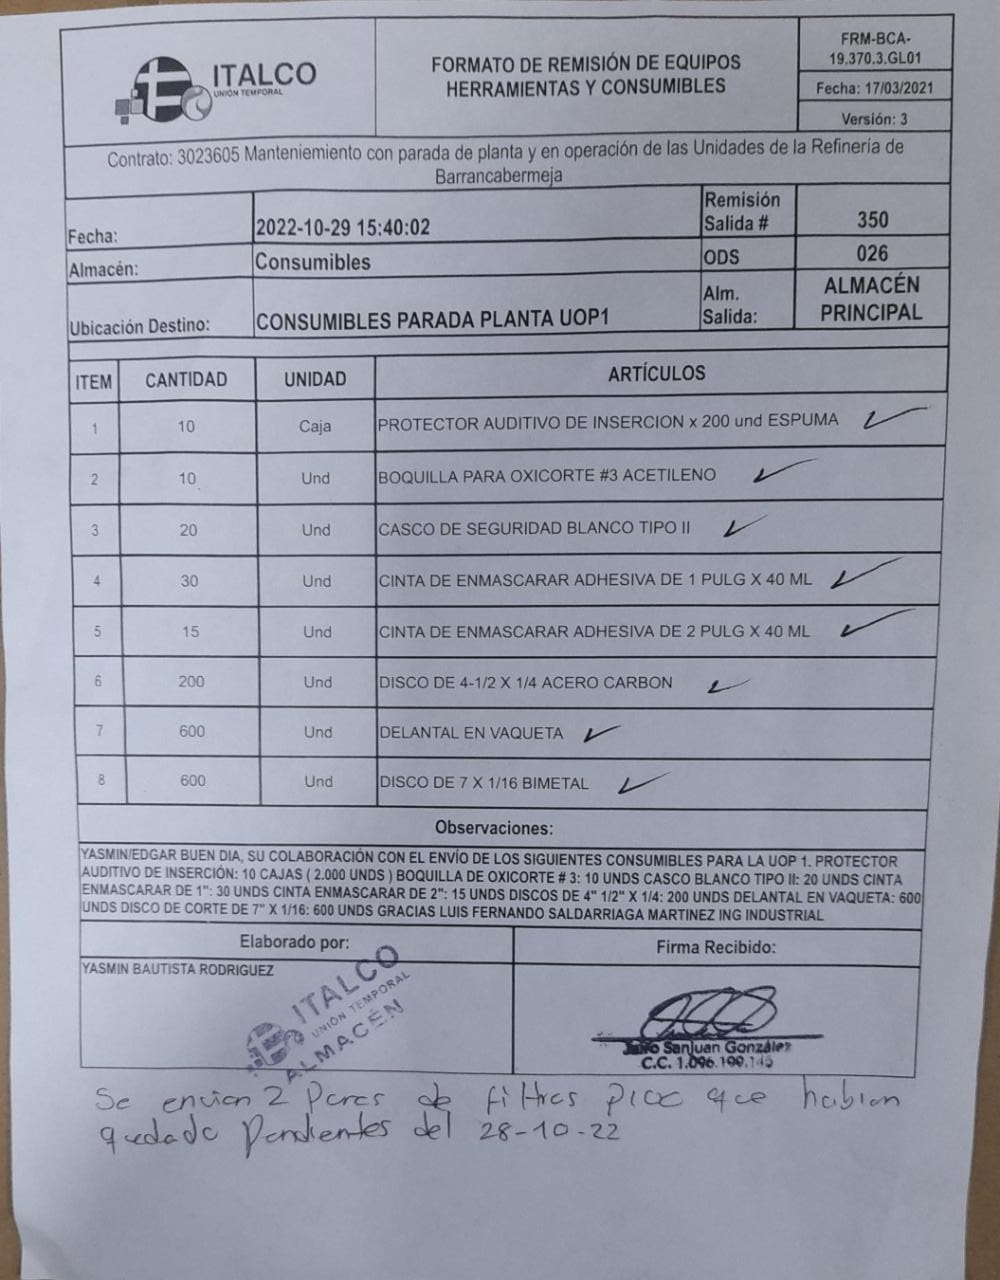 ITALCO
UNIÓN TEMPORAL
FORMATO DE REMISIÓN DE EQUIPOS
HERRAMIENTAS Y CONSUMIBLES
FRM-BCA-
19.370.3.GL01
Fecha: 17/03/2021
Versión: 3
Contrato: 3023605 Manteniemiento con parada de planta y en operación de las Unidades de la Refinería de
Barrancabermeja
Fecha: 2022-10-29 15:40:02 Remisión Salida # 350
Almacén: Consumibles ODS 026
Ubicación Destino: CONSUMIBLES PARADA PLANTA UOP1 Alm. Salida: ALMACÉN PRINCIPAL
ITEM CANTIDAD UNIDAD ARTÍCULOS
1 10 Caja PROTECTOR AUDITIVO DE INSERCION x 200 und ESPUMA
2 10 Und BOQUILLA PARA OXICORTE #3 ACETILENO
3 20 Und CASCO DE SEGURIDAD BLANCO TIPO II
4 30 Und CINTA DE ENMASCARAR ADHESIVA DE 1 PULG X 40 ML
5 15 Und CINTA DE ENMASCARAR ADHESIVA DE 2 PULG X 40 ML
6 200 Und DISCO DE 4-1/2 X 1/4 ACERO CARBON
7 600 Und DELANTAL EN VAQUETA
8 600 Und DISCO DE 7 X 1/16 BIMETAL
Observaciones:
YASMIN/EDGAR BUEN DIA, SU COLABORACIÓN CON EL ENVÍO DE LOS SIGUIENTES CONSUMIBLES PARA LA UOP 1. PROTECTOR
AUDITIVO DE INSERCIÓN: 10 CAJAS ( 2.000 UNDS ) BOQUILLA DE OXICORTE # 3: 10 UNDS CASCO BLANCO TIPO II: 20 UNDS CINTA
ENMASCARAR DE 1": 30 UNDS CINTA ENMASCARAR DE 2": 15 UNDS DISCOS DE 4" 1/2" X 1/4: 200 UNDS DELANTAL EN VAQUETA: 600
UNDS DISCO DE CORTE DE 7" X 1/16: 600 UNDS GRACIAS LUIS FERNANDO SALDARRIAGA MARTINEZ ING INDUSTRIAL
Elaborado por: Firma Recibido:
YASMIN BAUTISTA RODRIGUEZ
ITALCO
UNIÓN TEMPORAL
ALMACÉN
SanJuan González
C.C. 1.096.199.145
Se envian 2 Pares de filtros que habian
quedado Pendientes del 28-10-22